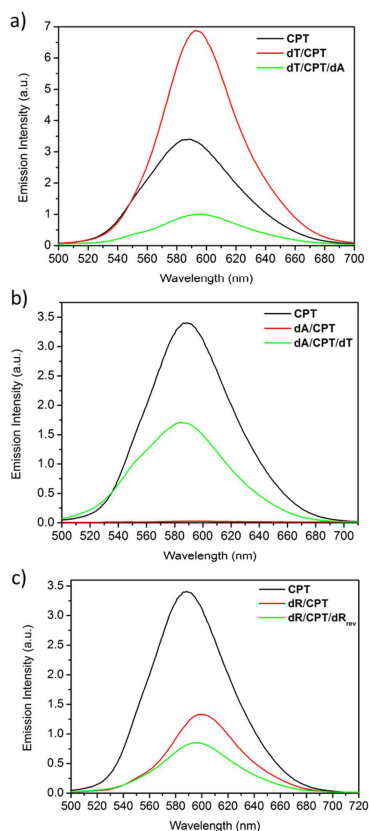 a)
7
6
5
4
3
2
1
0
Emission Intensity (a.u.)
CPT
dT/CPT
dT/CPT/dA
500 520 540 560 580 600 620 640 660 680 700
Wavelength (nm)
b)
3.5
3.0
2.5
2.0
1.5
1.0
0.5
0.0
Emission Intensity (a.u.)
CPT
dA/CPT
dA/CPT/dT
500 520 540 560 580 600 620 640 660 680 700
Wavelength (nm)
c)
3.5
3.0
2.5
2.0
1.5
1.0
0.5
0.0
Emission Intensity (a.u.)
CPT
dR/CPT
dR/CPT/dRrev
500 520 540 560 580 600 620 640 660 680 700 720
Wavelength (nm)